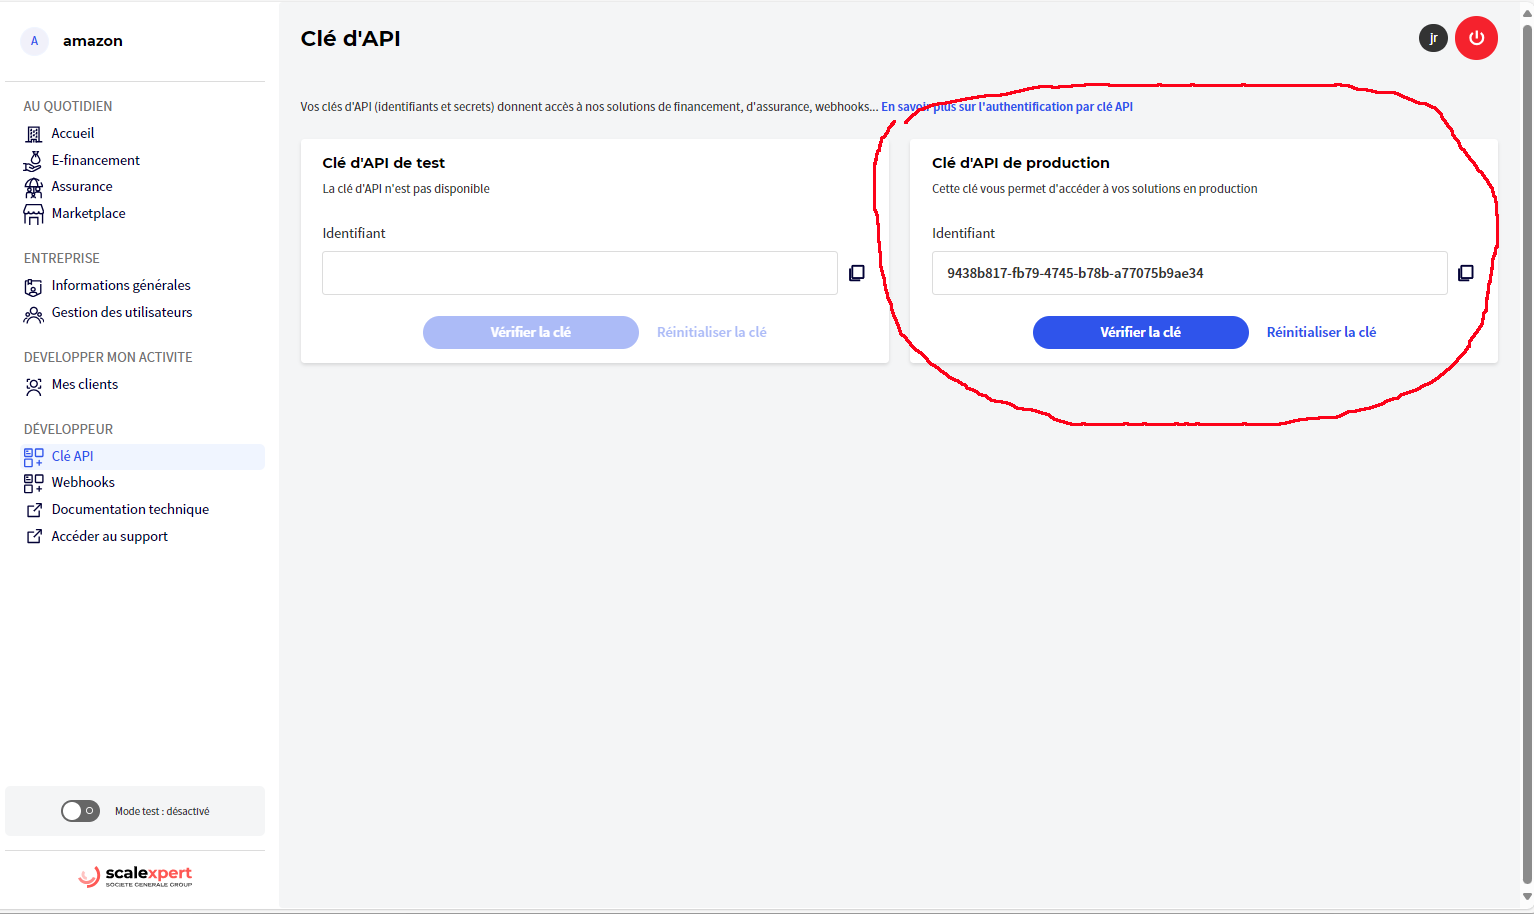 A
amazon
AU QUOTIDIEN
Accueil
E-financement
Assurance
Marketplace
ENTREPRISE
Informations générales
Gestion des utilisateurs
DEVELOPPER MON ACTIVITE
Mes clients
DÉVELOPPEUR
Clé API
Webhooks
Documentation technique
Accéder au support
Mode test : désactivé
scalexpert
SOCIETE GENERALE GROUP
Clé d'API
jr
Vos clés d'API (identifiants et secrets) donnent accès à nos solutions de financement, d'assurance, webhooks... En savoir plus sur l'authentification par clé API
Clé d'API de test
La clé d'API n'est pas disponible
Identifiant
Vérifier la clé Réinitialiser la clé
Clé d'API de production
Cette clé vous permet d'accéder à vos solutions en production
Identifiant
9438b817-fb79-4745-b78b-a77075b9ae34
Vérifier la clé Réinitialiser la clé